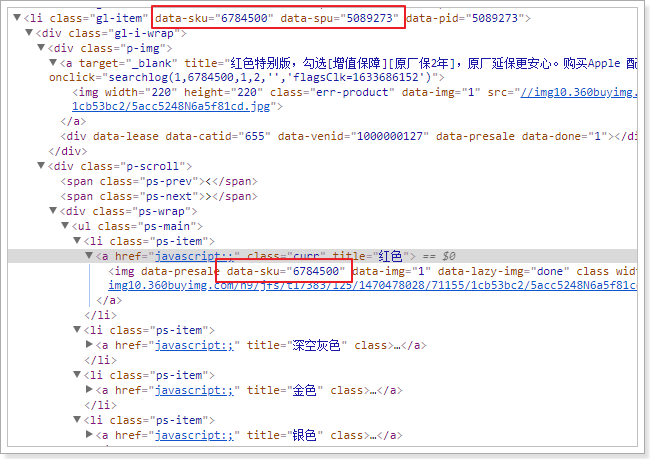 ▼<li class="gl-item" data-sku="6784500" data-spu="5089273" data-pid="5089273">
▼<div class="gl-i-wrap">
▼<div class="p-img">
▼<a target="_blank" title="红色特别版，勾选[增值保障][原厂保2年]，原厂延保更安心。购买Apple 配
onclick="searchlog(1,6784500,1,2,'','flagsClk=1633686152')">
<img width="220" height="220" class="err-product" data-img="1" src="//img10.360buyimg.
1cb53bc2/5acc5248N6a5f81cd.jpg">
</a>
<div data-lease data-catid="655" data-venid="1000000127" data-presale data-done="1"></di
</div>
▼<div class="p-scroll">
<span class="ps-prev"><</span>
<span class="ps-next">></span>
▼<div class="ps-wrap">
▼<ul class="ps-main">
▼<li class="ps-item">
▼<a href="javascript:;" class="curr" title="红色"> == $0
<img data-presale data-sku="6784500" data-img="1" data-lazy-img="done" class widt
img10.360buyimg.com/n9/jfs/t17383/125/1470478028/71155/1cb53bc2/5acc5248N6a5f81cd
</a>
</li>
▼<li class="ps-item">
▶<a href="javascript:;" title="深空灰色" class>…</a>
</li>
▼<li class="ps-item">
▶<a href="javascript:;" title="金色" class>…</a>
</li>
▼<li class="ps-item">
▶<a href="javascript:;" title="银色" class>…</a>
</li>